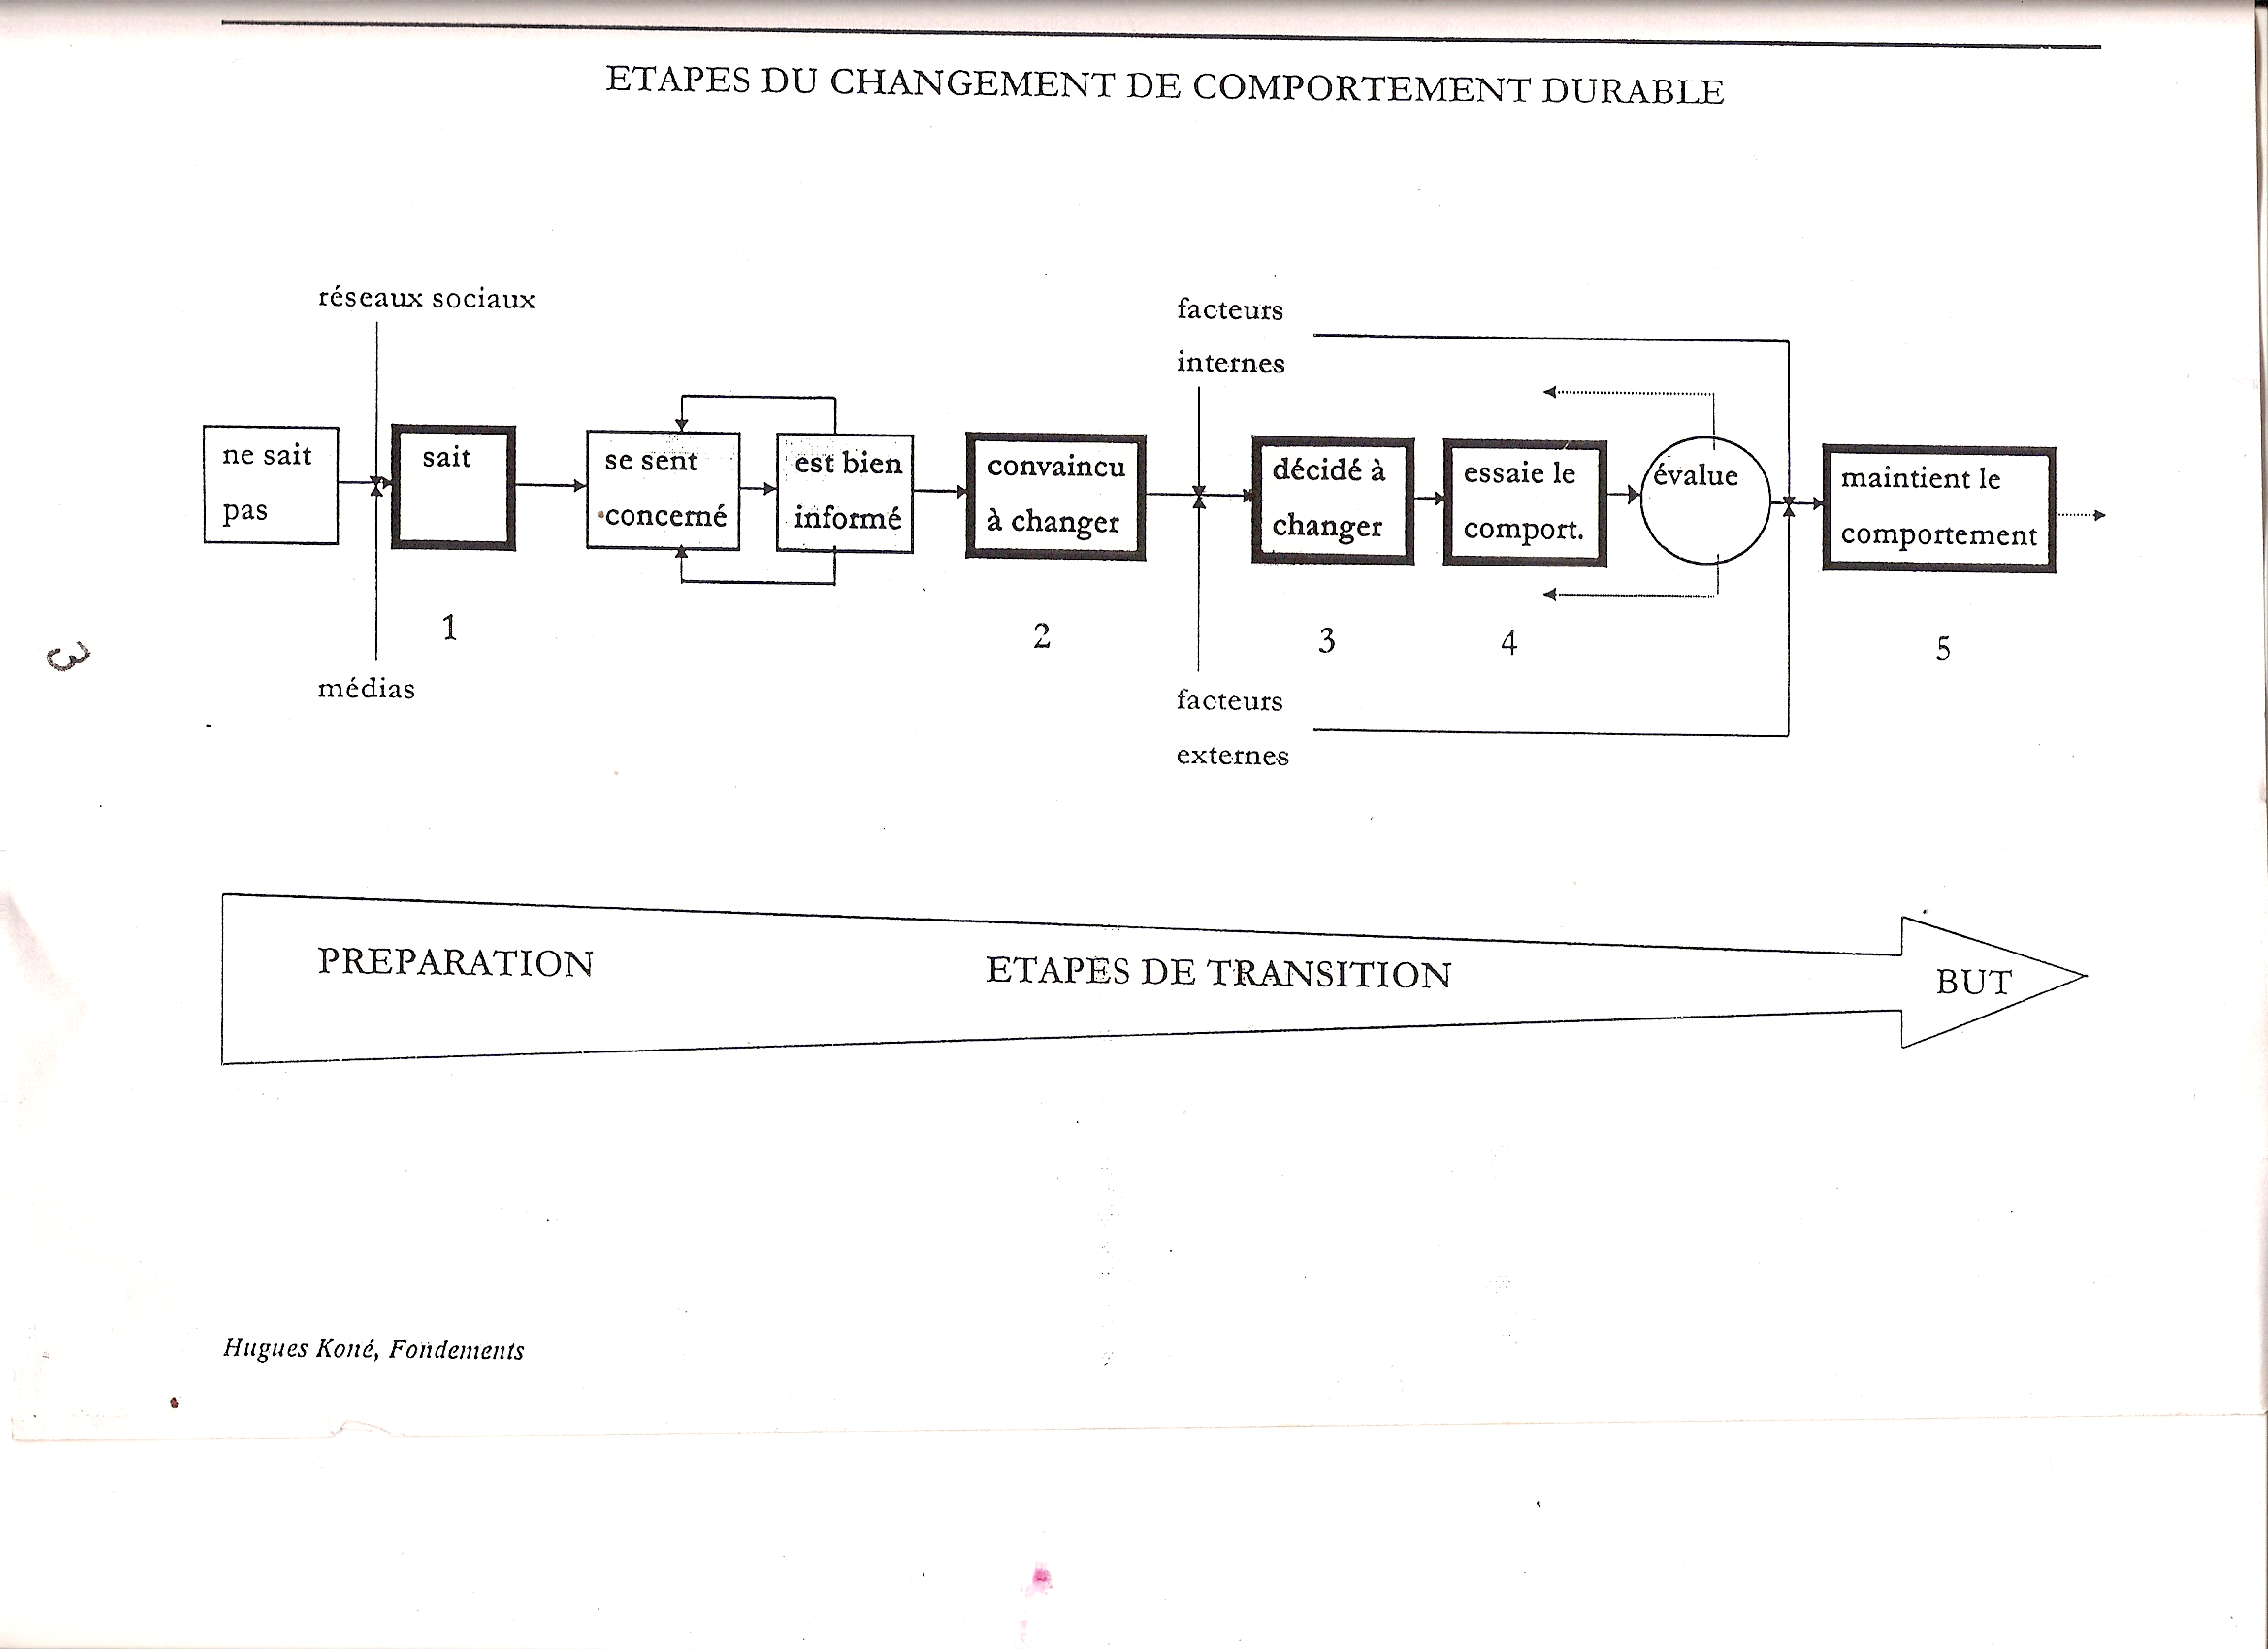 ETAPES DU CHANGEMENT DE COMPORTEMENT DURABLE
réseaux sociaux
facteurs
internes
ne sait
pas
sait
se sent
concerné
est bien
informé
convaincu
à changer
décidé à
changer
essaie le
comport.
évalue
maintient le
comportement
1
2
3
4
5
3
médias
facteurs
externes
PREPARATION
ETAPES DE TRANSITION
BUT
Hugues Koné, Fondements